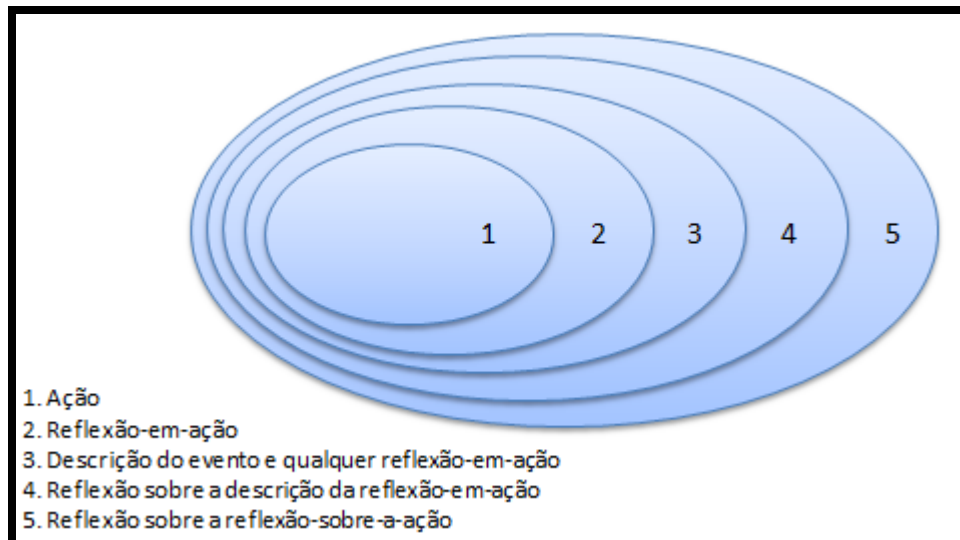 1 2 3 4 5
1. Ação
2. Reflexão-em-ação
3. Descrição do evento e qualquer reflexão-em-ação
4. Reflexão sobre a descrição da reflexão-em-ação
5. Reflexão sobre a reflexão-sobre-a-ação